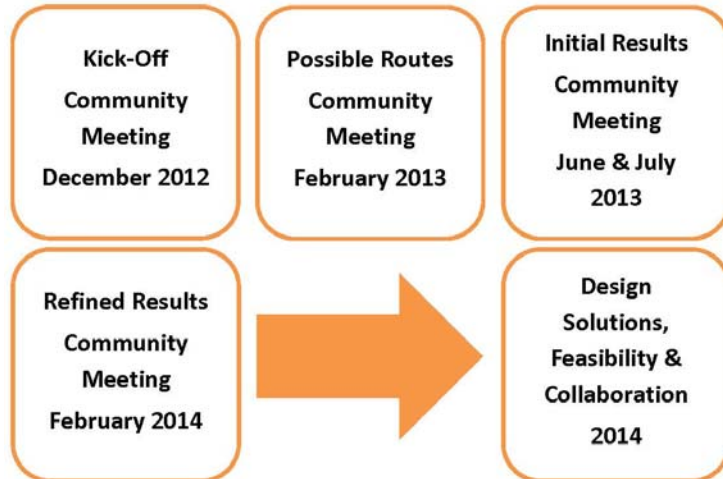 Kick-Off
Community
Meeting
December 2012
Possible Routes
Community
Meeting
February 2013
Initial Results
Community
Meeting
June & July
2013
Refined Results
Community
Meeting
February 2014
Design
Solutions,
Feasibility &
Collaboration
2014